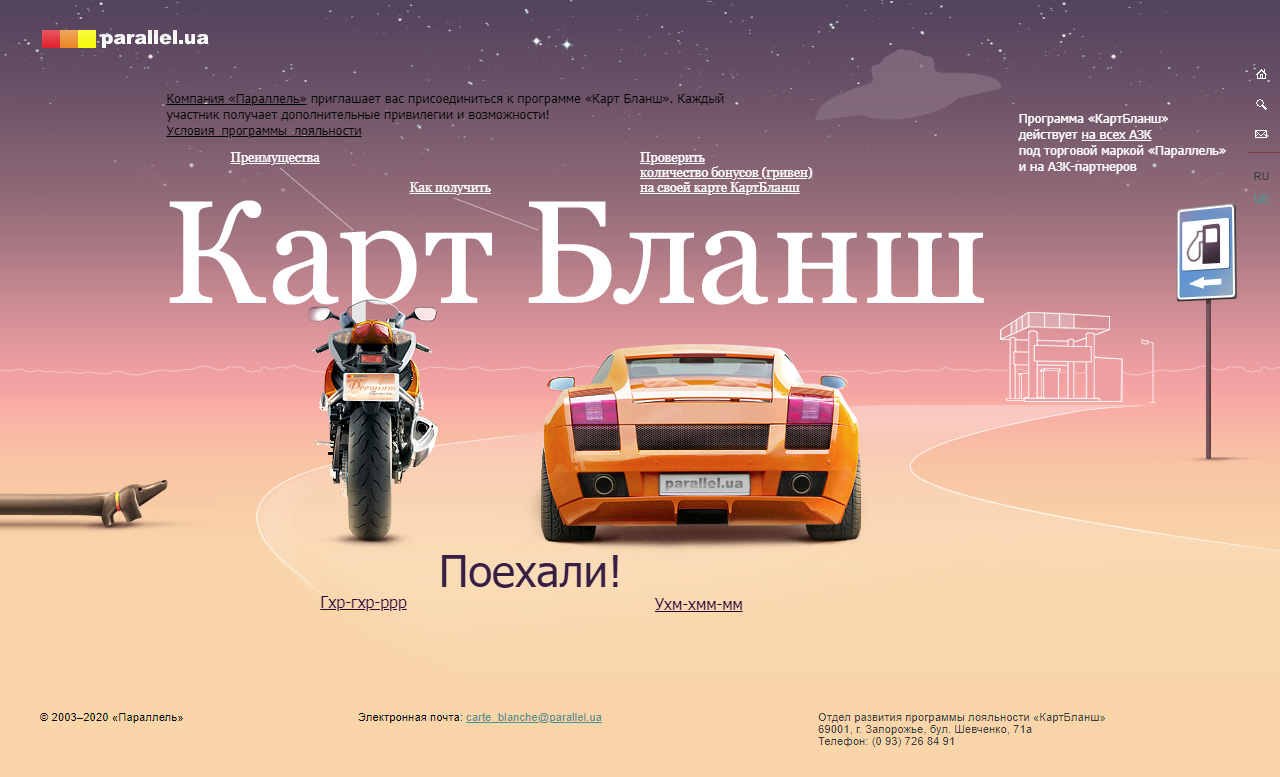 parallel.ua
Компания «Параллель» приглашает вас присоединиться к программе «Карт Бланш». Каждый
участник получает дополнительные привилегии и возможности!
Условия программы лояльности
Программа «КартБланш»
действует на всех АЗК
под торговой маркой «Параллель»
и на АЗК-партнеров
RU
UK
Преимущества
Как получить
Проверить
количество бонусов (гривен)
на своей карте КартБланш
Карт Бланш
Premium
parallel.ua
Поехали!
Гхр-гхр-ррр
Ухм-хмм-мм
© 2003–2020 «Параллель»
Электронная почта: carte_blanche@parallel.ua
Отдел развития программы лояльности «КартБланш»
69001, г. Запорожье, бул. Шевченко, 71а
Телефон: (0 93) 726 84 91